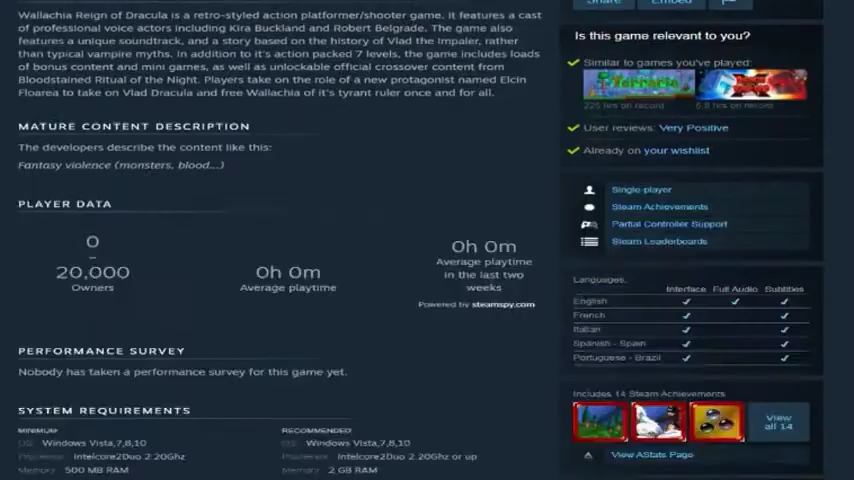 Share
Embed
Wallachia Reign of Dracula is a retro-styled action platformer/shooter game. It features a cast
of professional voice actors including Kira Buckland and Robert Belgrade. The game also
features a unique soundtrack, and a story based on the history of Vlad the Impaler, rather
than typical vampire myths. In addition to it's action packed 7 levels, the game includes loads
of bonus content and mini games, as well as unlockable official crossover content from
Bloodstained Ritual of the Night. Players take on the role of a new protagonist named Elcin
Floarea to take on Vlad Dracula and free Wallachia of it's tyrant ruler once and for all.
MATURE CONTENT DESCRIPTION
The developers describe the content like this:
Fantasy violence (monsters, blood...)
PLAYER DATA
0
–
20,000
Owners
0h 0m
Average playtime
0h 0m
Average playtime
in the last two
weeks
Powered by steamspy.com
PERFORMANCE SURVEY
Nobody has taken a performance survey for this game yet.
SYSTEM REQUIREMENTS
MINIMUM:
OS: Windows Vista,7,8,10
Processor: Intelcore2Duo 2.20Ghz
Memory: 500 MB RAM
RECOMMENDED:
OS: Windows Vista,7,8,10
Processor: Intelcore2Duo 2.20Ghz or up
Memory: 2 GB RAM
Is this game relevant to you?
Similar to games you've played:
Terraria
225 hrs on record
6.8 hrs on record
User reviews: Very Positive
Already on your wishlist
Single-player
Steam Achievements
Partial Controller Support
Steam Leaderboards
Languages:
Interface Full Audio Subtitles
English ✓ ✓ ✓
French ✓ ✓
Italian ✓ ✓
Spanish - Spain ✓ ✓
Portuguese - Brazil ✓ ✓
Includes 14 Steam Achievements
View
all 14
View AStats Page